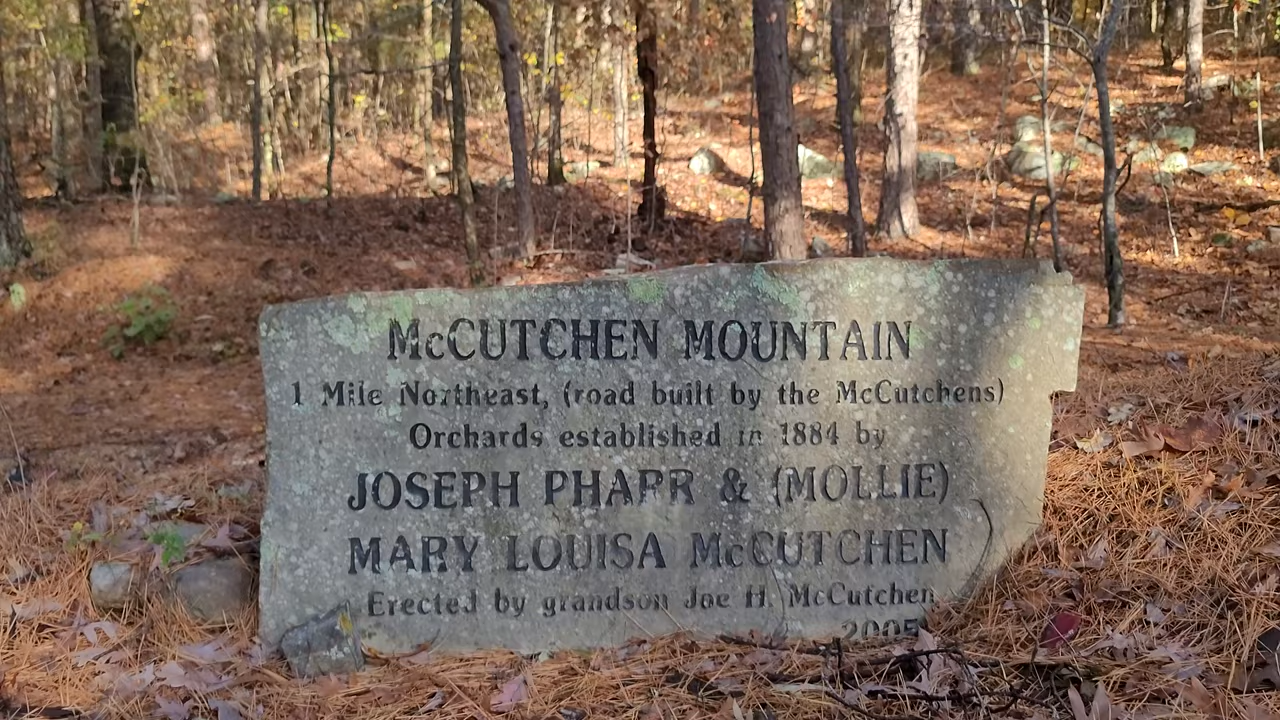 McCUTCHEN MOUNTAIN
1 Mile Northeast, (road built by the McCutchens)
Orchards established in 1884 by
JOSEPH PHARR & (MOLLIE)
MARY LOUISA McCUTCHEN
Erected by grandson Joe H. McCutchen
2005